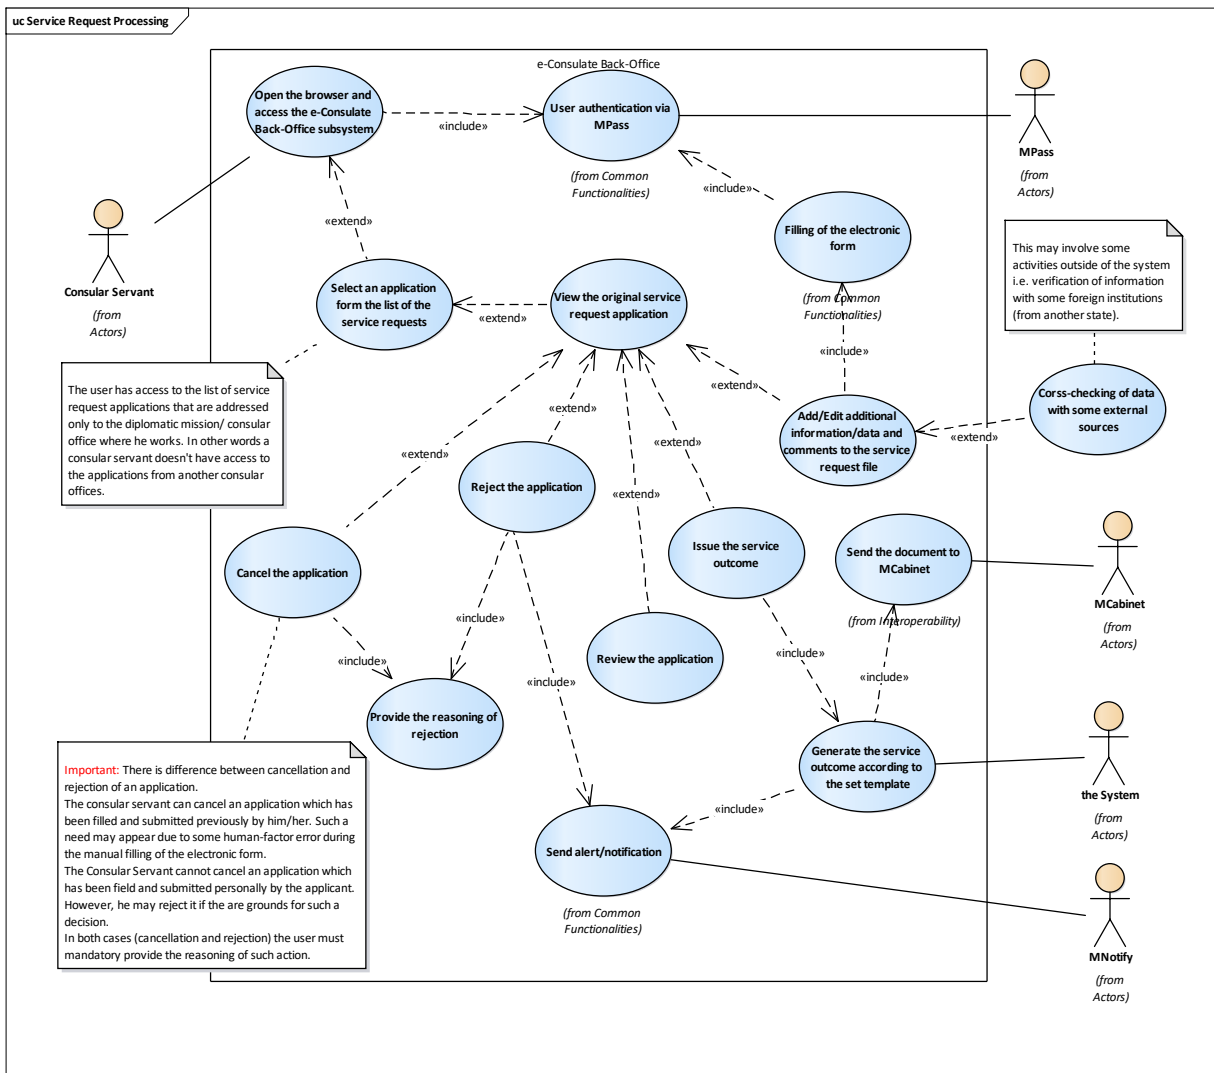 uc Service Request Processing
e-Consulate Back-Office
Open the browser and
access the e-Consulate
Back-Office subsystem
«include»
User authentication via
MPass
(from Common
Functionalities)
MPass
(from
Actors)
«include»
Consular Servant
(from
Actors)
«extend»
Filling of the electronic
form
(from Common
Functionalities)
This may involve some
activities outside of the system
i.e. verification of information
with some foreign institutions
(from another state).
Select an application
form the list of the
service requests
«extend»
View the original service
request application
«include»
The user has access to the list of service
request applications that are addressed
only to the diplomatic mission/ consular
office where he works. In other words a
consular servant doesn't have access to
the applications from another consular
offices.
«extend»
«extend»
«extend»
«extend»
«extend»
Add/Edit additional
information/data and
comments to the service
request file
«extend»
Corss-checking of data
with some external
sources
Reject the application
Cancel the application
Issue the service
outcome
Send the document to
MCabinet
(from Interoperability)
MCabinet
(from
Actors)
«include»
«include»
«include»
Review the application
«include»
«include»
Provide the reasoning of
rejection
Generate the service
outcome according to
the set template
the System
(from
Actors)
«include»
Important: There is difference between cancellation and
rejection of an application.
The consular servant can cancel an application which has
been filled and submitted previously by him/her. Such a
need may appear due to some human-factor error during
the manual filling of the electronic form.
The Consular Servant cannot cancel an application which
has been field and submitted personally by the applicant.
However, he may reject it if the are grounds for such a
decision.
In both cases (cancellation and rejection) the user must
mandatory provide the reasoning of such action.
Send alert/notification
(from Common
Functionalities)
MNotify
(from
Actors)